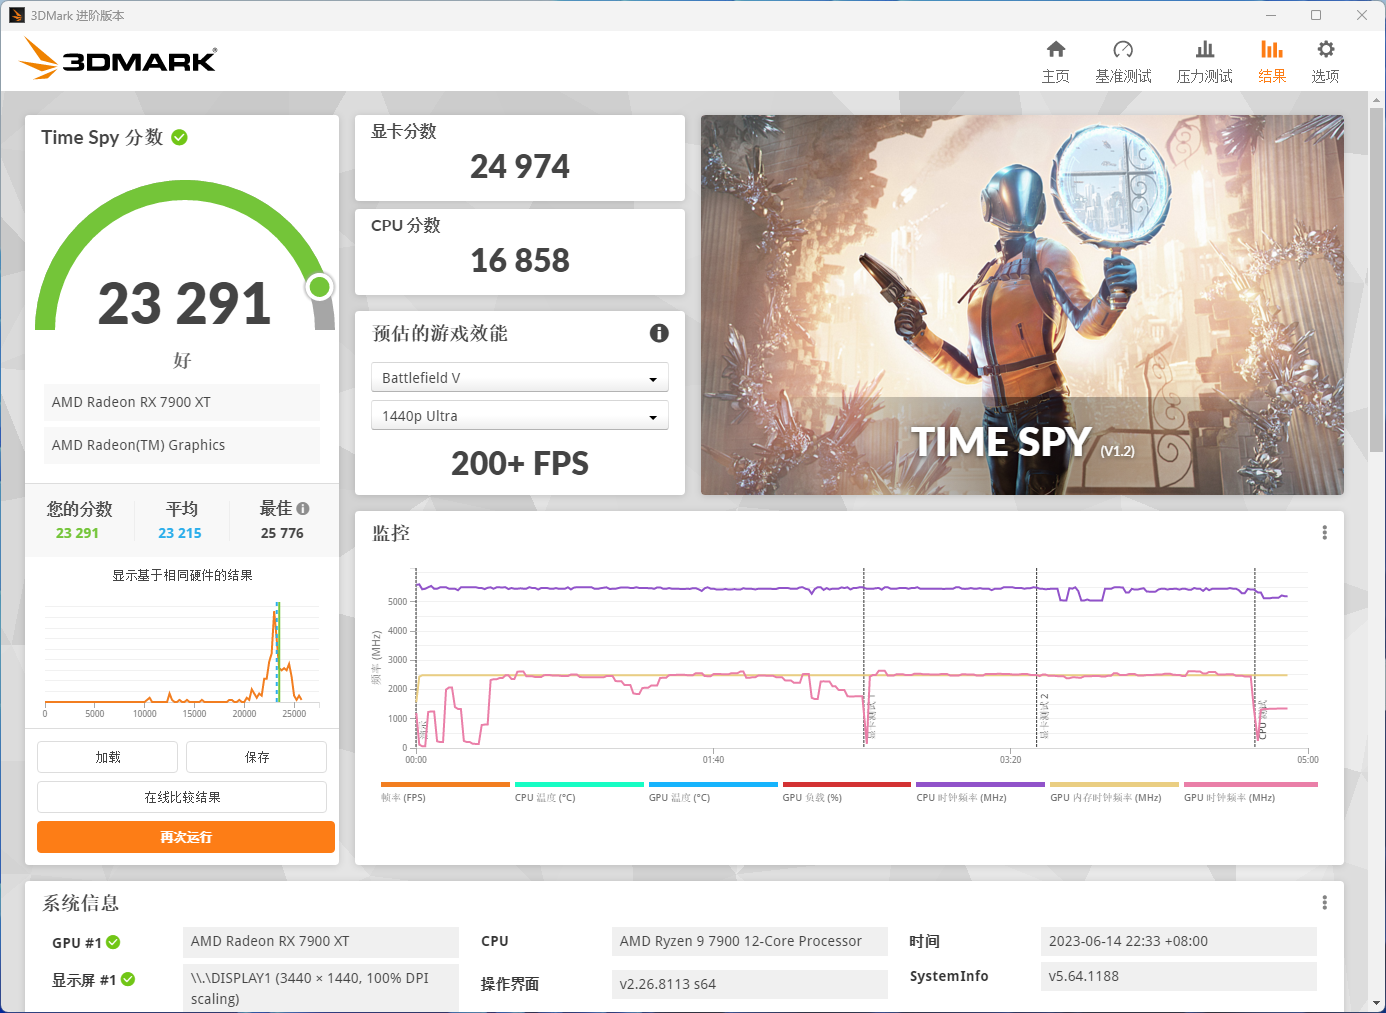 3DMark 进阶版本
3DMARK®
主页
基准测试
压力测试
结果
选项
Time Spy 分数
23 291
好
AMD Radeon RX 7900 XT
AMD Radeon(TM) Graphics
您的分数
平均
最佳
23 291
23 215
25 776
显示基于相同硬件的结果
0
5000
10000
15000
20000
25000
加载
保存
在线比较结果
再次运行
显卡分数
24 974
CPU 分数
16 858
预估的游戏效能
Battlefield V
1440p Ultra
200+ FPS
TIME SPY (V1.2)
监控
频率 (MHz)
5000
4000
3000
2000
1000
0
演示
显卡测试 1
显卡测试 2
CPU 测试
00:00
01:40
03:20
05:00
帧率 (FPS)
CPU 温度 (°C)
GPU 温度 (°C)
GPU 负载 (%)
CPU 时钟频率 (MHz)
GPU 内存时钟频率 (MHz)
GPU 时钟频率 (MHz)
系统信息
GPU #1
AMD Radeon RX 7900 XT
CPU
AMD Ryzen 9 7900 12-Core Processor
时间
2023-06-14 22:33 +08:00
显示屏 #1
\\.\DISPLAY1 (3440 × 1440, 100% DPI
scaling)
操作界面
v2.26.8113 s64
SystemInfo
v5.64.1188